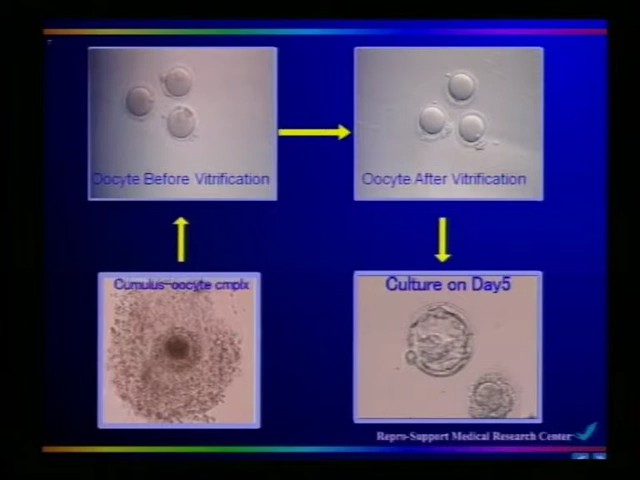 Oocyte Before Vitrification
Oocyte After Vitrification
Cumulus-oocyte cmplx
Culture on Day5
Repro-Support Medical Research Center